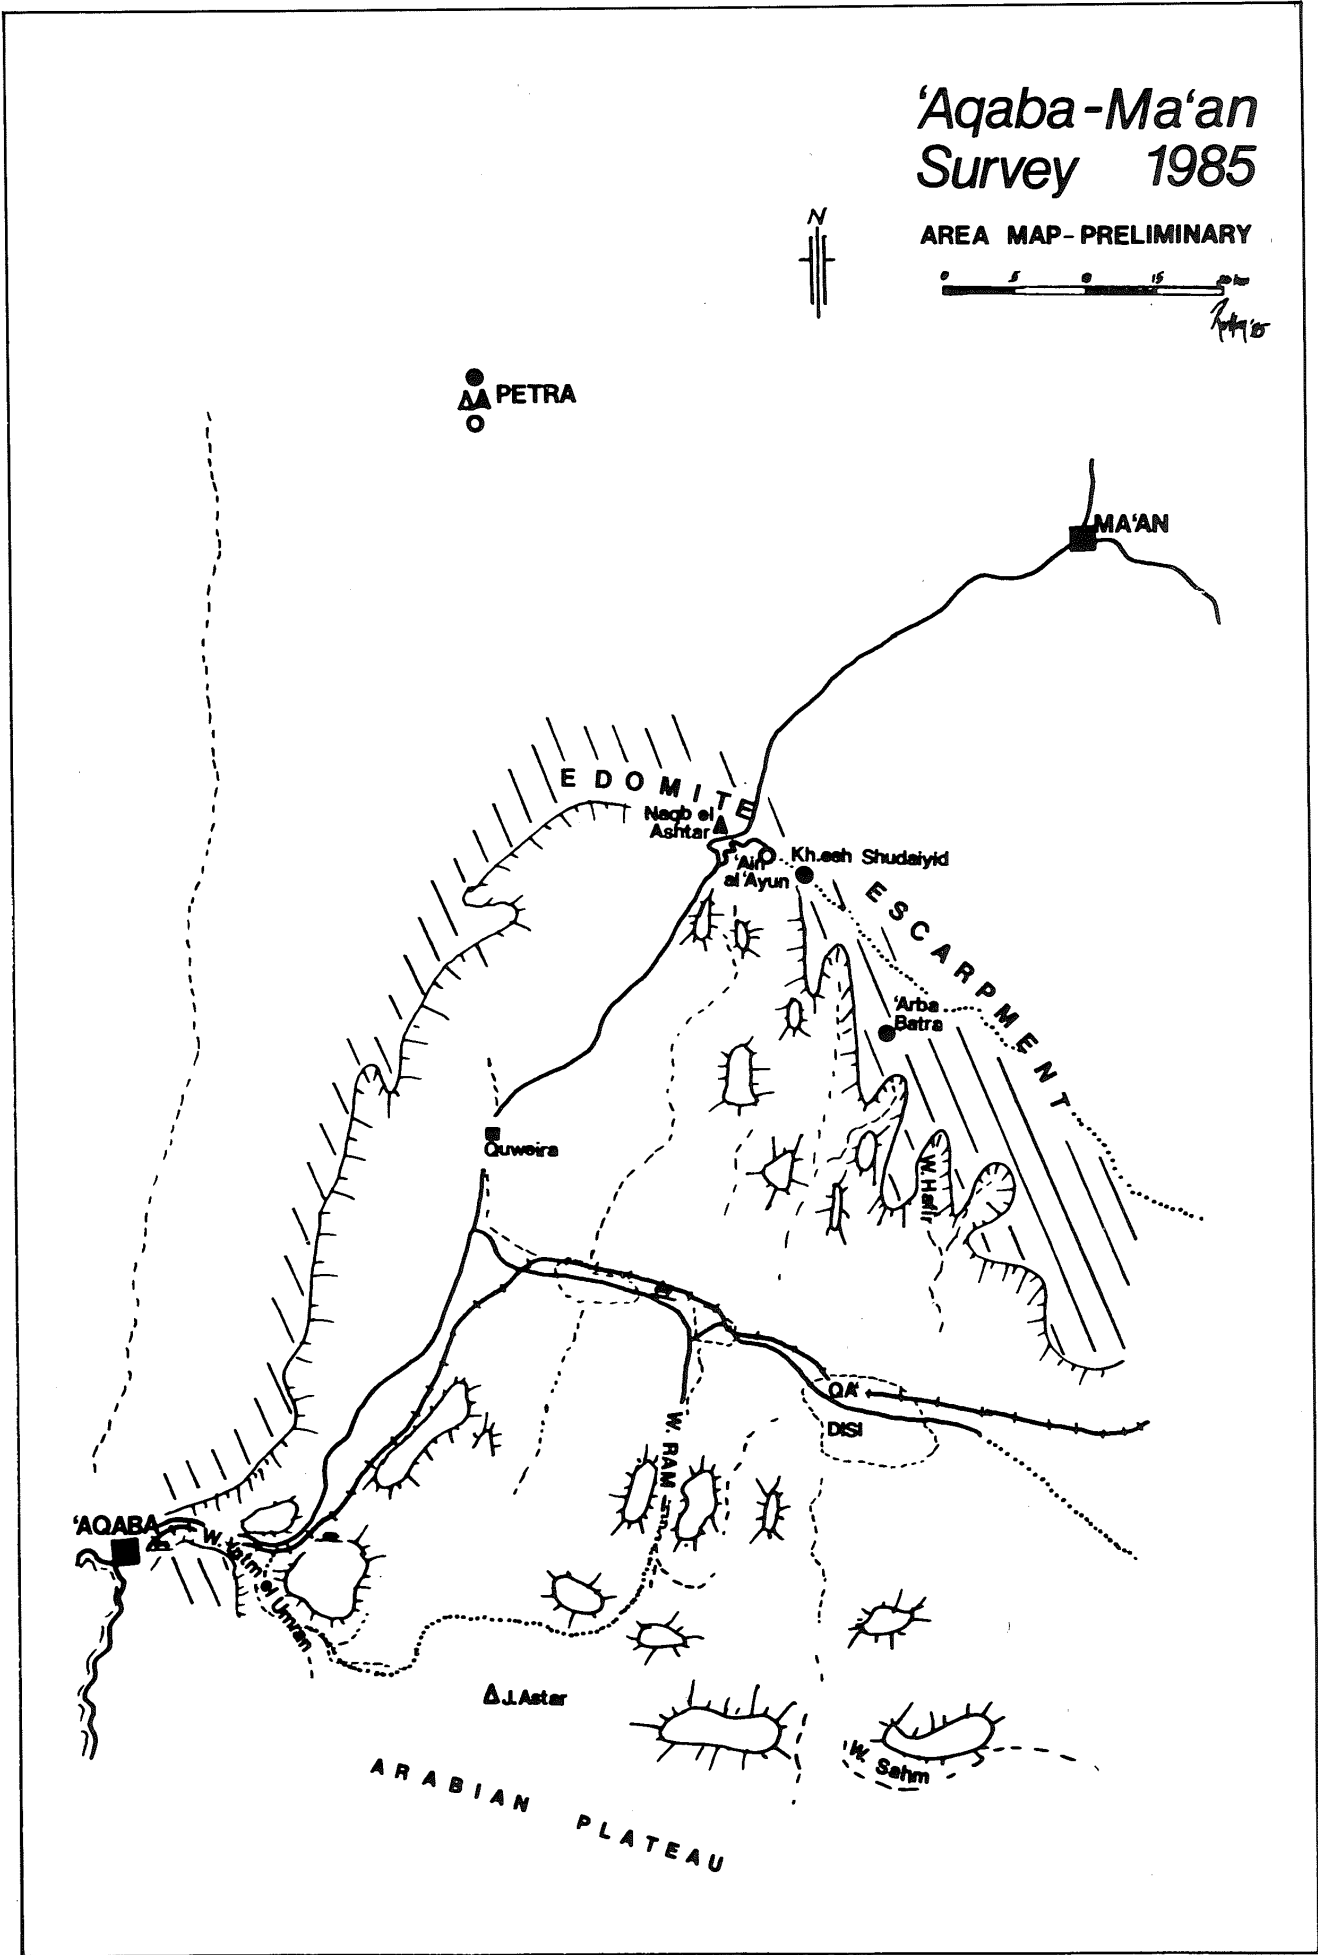 ‘Aqaba-Ma‘an
Survey 1985
N
AREA MAP-PRELIMINARY
0 5 0 15 20 km
PETRA
MA‘AN
EDOMITE
Naqb el
Ashtar
‘Ain
al ‘Ayun
Kh.esh Shudaiyid
ESCARPMENT
‘Arba
Batra
Quweira
W. Hafir
QA‘
DISI
W. RAM
‘AQABA
W. Yatm el Umran
J. Astar
W. Sahm
ARABIAN PLATEAU